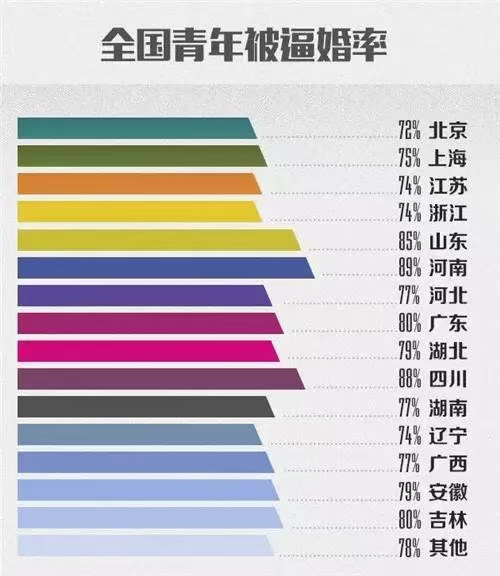 全国青年被逼婚率
72% 北京
75% 上海
74% 江苏
74% 浙江
85% 山东
89% 河南
77% 河北
80% 广东
79% 湖北
88% 四川
77% 湖南
74% 辽宁
77% 广西
79% 安徽
80% 吉林
78% 其他